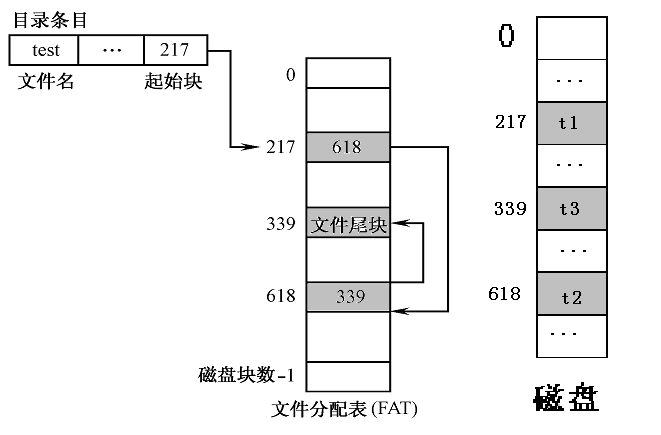 目录条目
test … 217
文件名 起始块
0
217 618
339 文件尾块
618 339
磁盘块数-1
文件分配表(FAT)
0
...
217 t1
...
339 t3
...
618 t2
...
磁盘